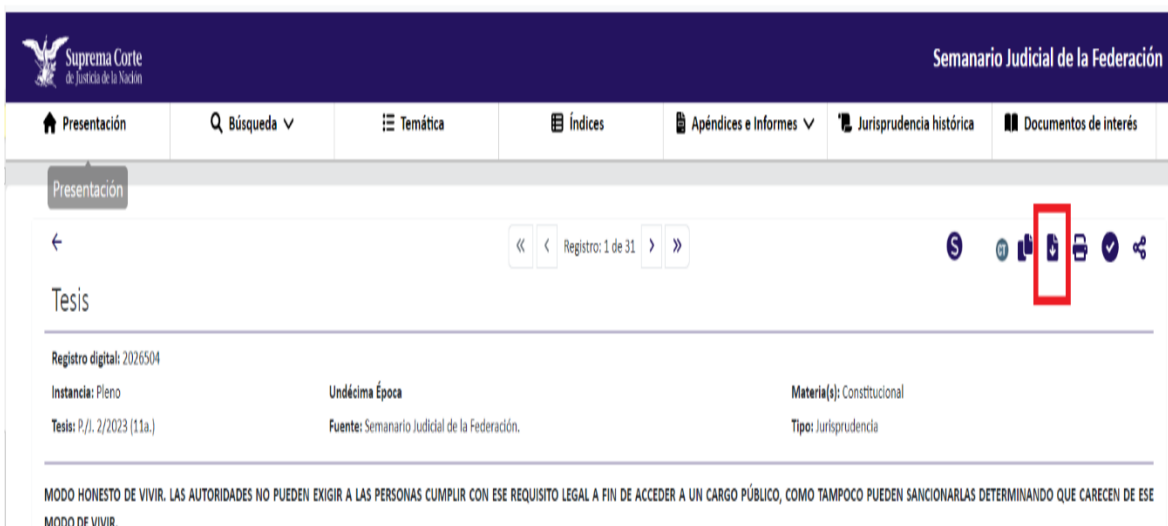 Suprema Corte
de Justicia de la Nación
Semanario Judicial de la Federación
Presentación
Búsqueda
Temática
Índices
Apéndices e Informes
Jurisprudencia histórica
Documentos de interés
Presentación
Registro: 1 de 31
S
GT
Tesis
Registro digital: 2026504
Instancia: Pleno
Undécima Época
Materia(s): Constitucional
Tesis: P./J. 2/2023 (11a.)
Fuente: Semanario Judicial de la Federación.
Tipo: Jurisprudencia
MODO HONESTO DE VIVIR. LAS AUTORIDADES NO PUEDEN EXIGIR A LAS PERSONAS CUMPLIR CON ESE REQUISITO LEGAL A FIN DE ACCEDER A UN CARGO PÚBLICO, COMO TAMPOCO PUEDEN SANCIONARLAS DETERMINANDO QUE CARECEN DE ESE
MODO DE VIVIR.